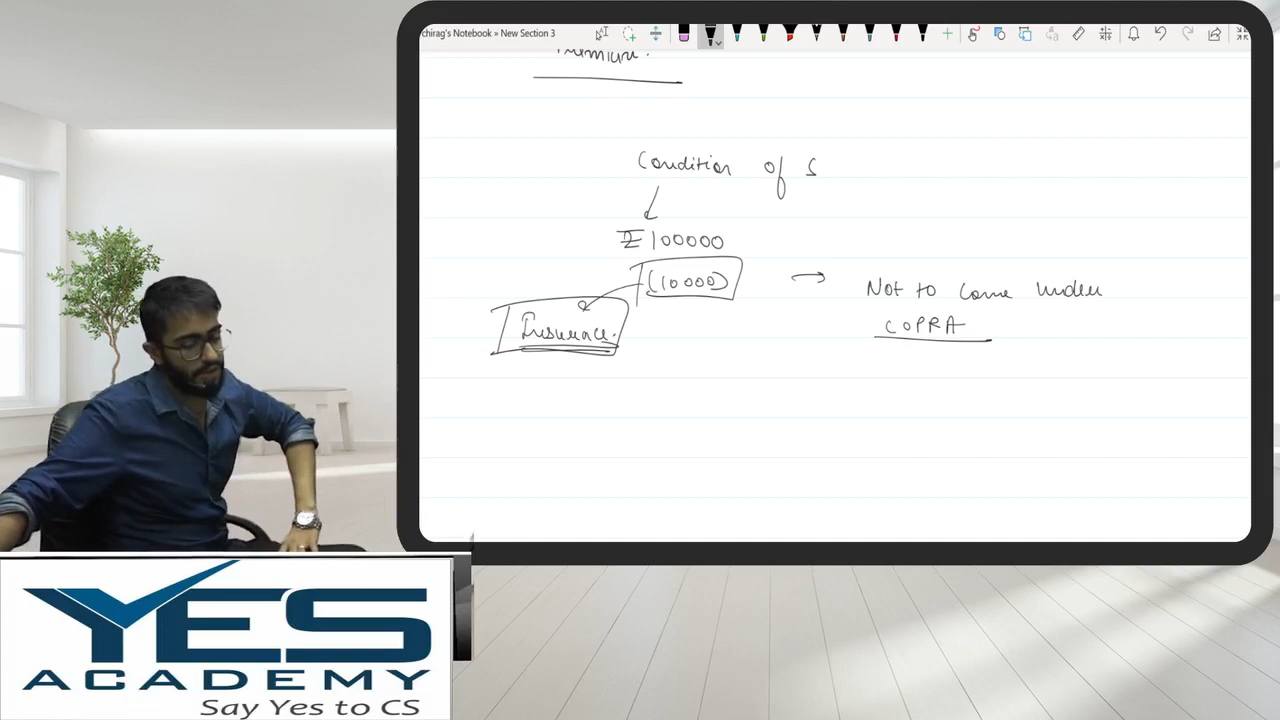 chirag's Notebook » New Section 3
Condition of S
₹ 100000
(10000) → Not to come under
Insurance. COPRA
YES
ACADEMY
Say Yes to CS